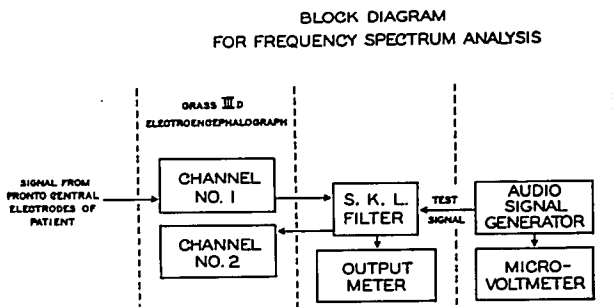 BLOCK DIAGRAM
FOR FREQUENCY SPECTRUM ANALYSIS
GRASS III D
ELECTROENCEPHALOGRAPH
SIGNAL FROM
FRONTO CENTRAL
ELECTRODES OF
PATIENT
CHANNEL
NO. 1
CHANNEL
NO. 2
S. K. L.
FILTER
OUTPUT
METER
TEST
SIGNAL
AUDIO
SIGNAL
GENERATOR
MICRO-
VOLTMETER